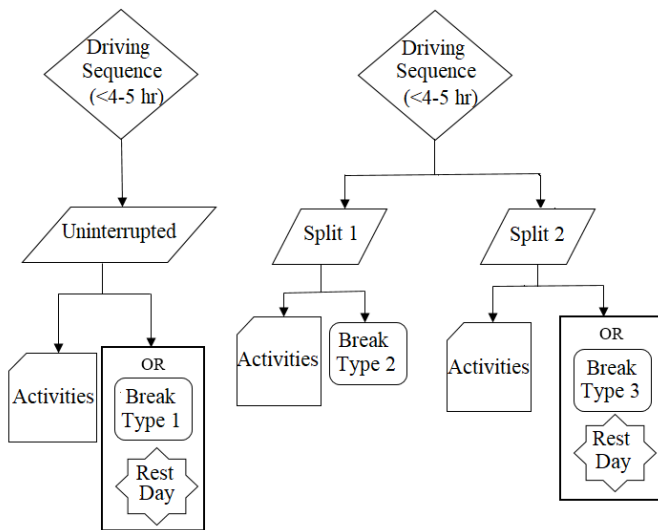 Driving
Sequence
(<4-5 hr)
Uninterrupted
Activities
OR
Break
Type 1
Rest
Day
Driving
Sequence
(<4-5 hr)
Split 1
Activities
Break
Type 2
Split 2
Activities
OR
Break
Type 3
Rest
Day